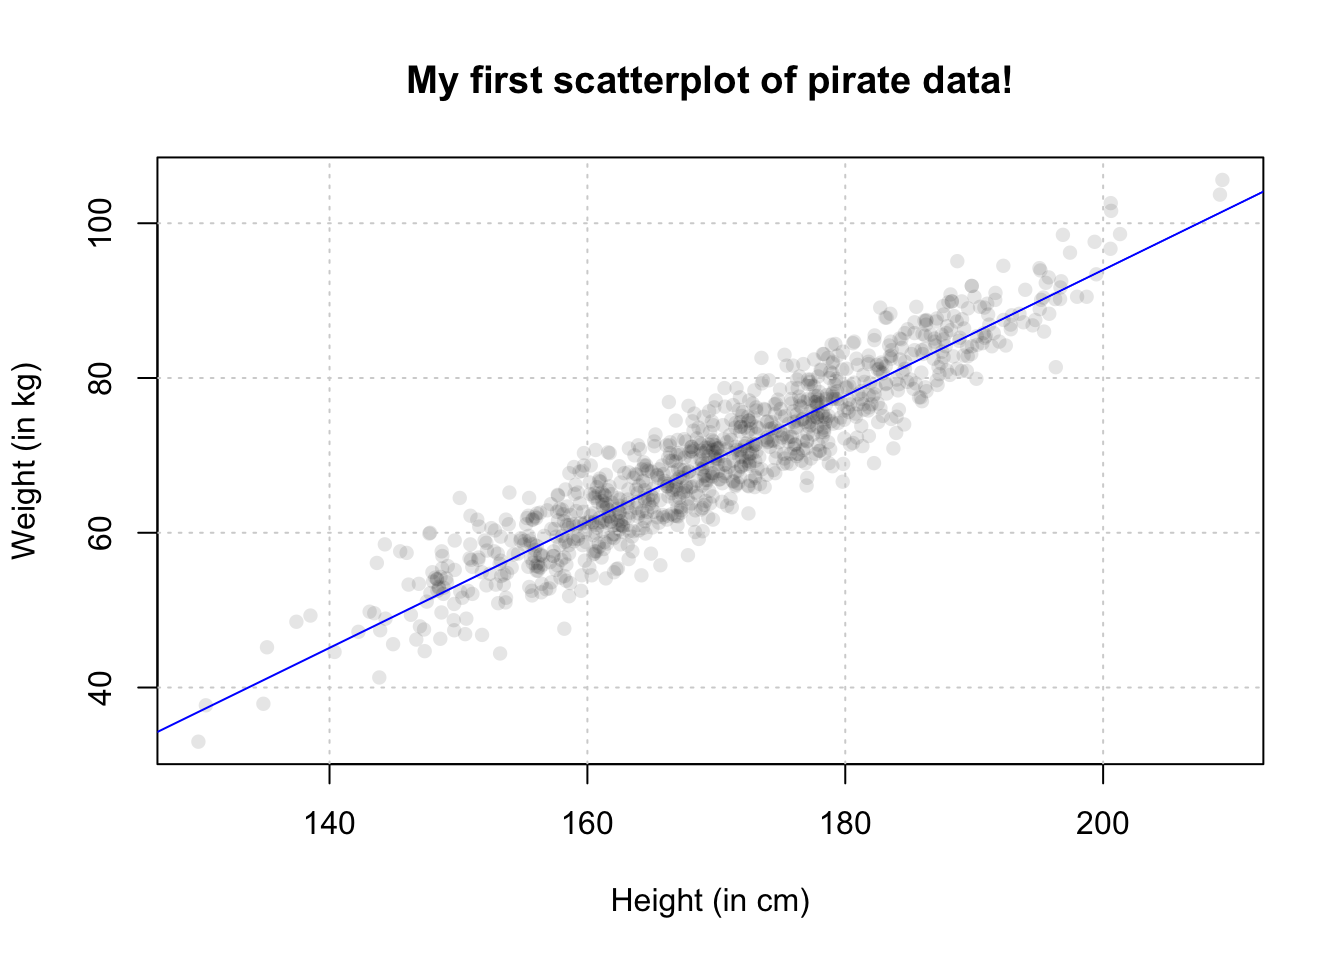 My first scatterplot of pirate data!
100
80
60
40
Weight (in kg)
140 160 180 200
Height (in cm)